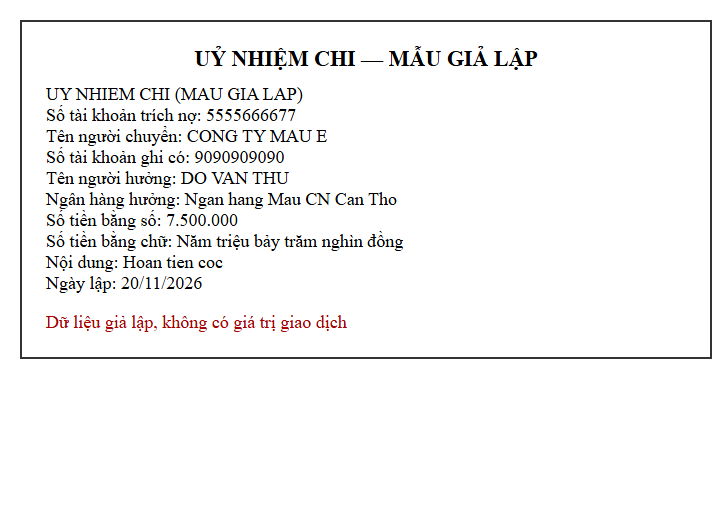 UỶ NHIỆM CHI — MẪU GIẢ LẬP
UY NHIEM CHI (MAU GIA LAP)
Số tài khoản trích nợ: 5555666677
Tên người chuyển: CONG TY MAU E
Số tài khoản ghi có: 9090909090
Tên người hưởng: DO VAN THU
Ngân hàng hưởng: Ngan hang Mau CN Can Tho
Số tiền bằng số: 7.500.000
Số tiền bằng chữ: Năm triệu bảy trăm nghìn đồng
Nội dung: Hoan tien coc
Ngày lập: 20/11/2026
Dữ liệu giả lập, không có giá trị giao dịch